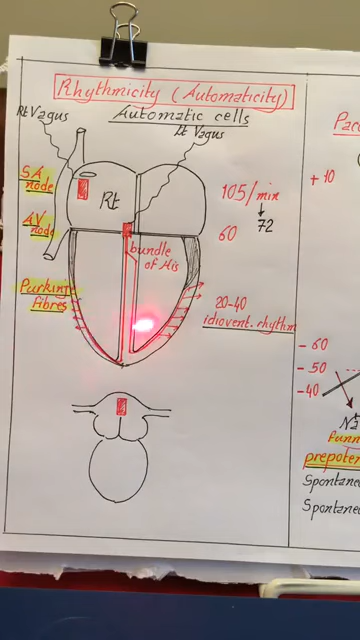 Rhythmicity (Automaticity)
Automatic cells
Rt Vagus
Lt Vagus
SA node
Rt
105/min
72
AV node
60
bundle of His
Purkinje fibres
20-40
idiovent. rhythm
+10
-60
-50
-40
Na
prepoten
Spontane
Spontane